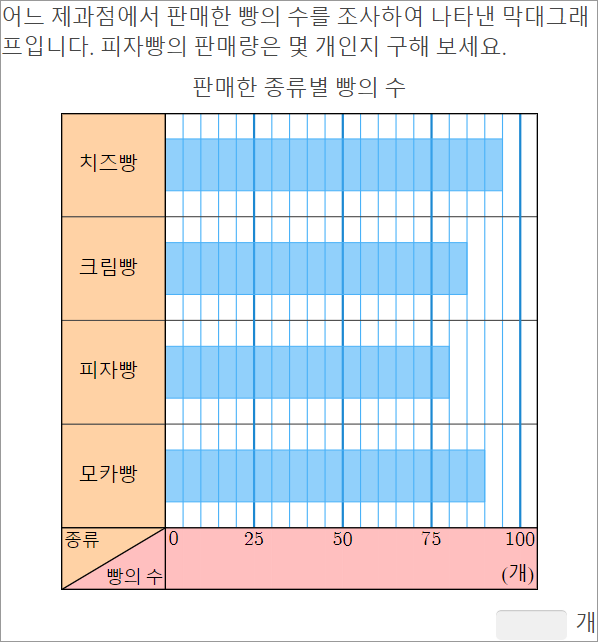 어느 제과점에서 판매한 빵의 수를 조사하여 나타낸 막대그래
프입니다. 피자빵의 판매량은 몇 개인지 구해 보세요.
판매한 종류별 빵의 수
치즈빵
크림빵
피자빵
모카빵
종류
빵의 수
0 25 50 75 100
(개)
개